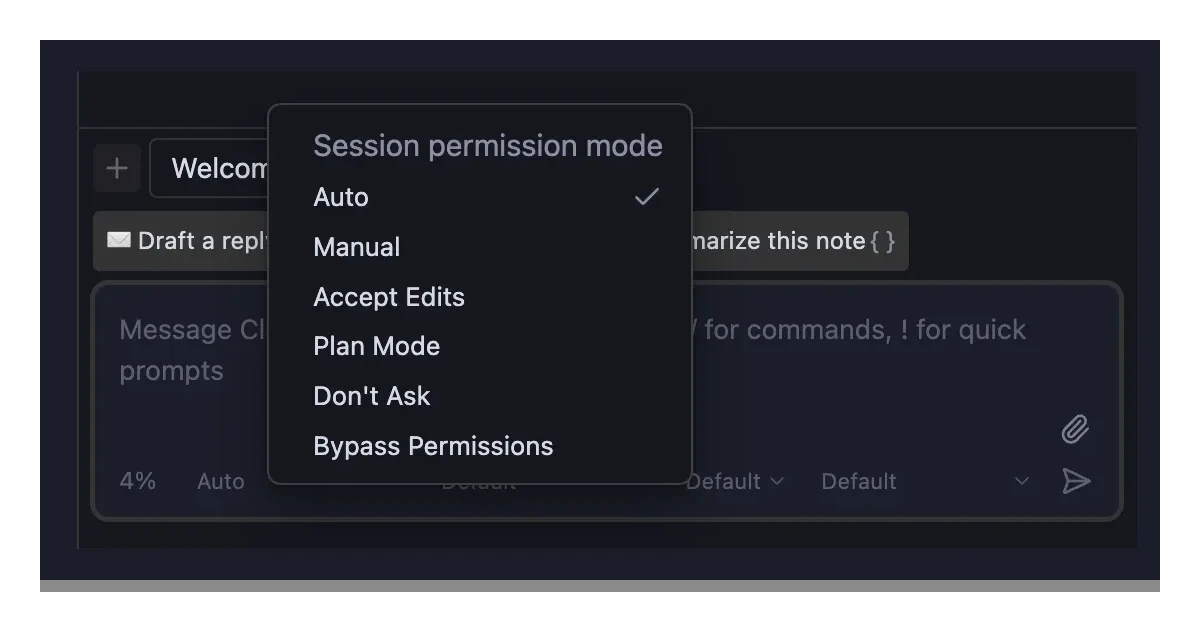 Session permission mode
Auto
Manual
Accept Edits
Plan Mode
Don't Ask
Bypass Permissions
+ Welcom
Draft a reply
marize this note { }
Message Cl / for commands, ! for quick
prompts
4% Auto Default Default Default